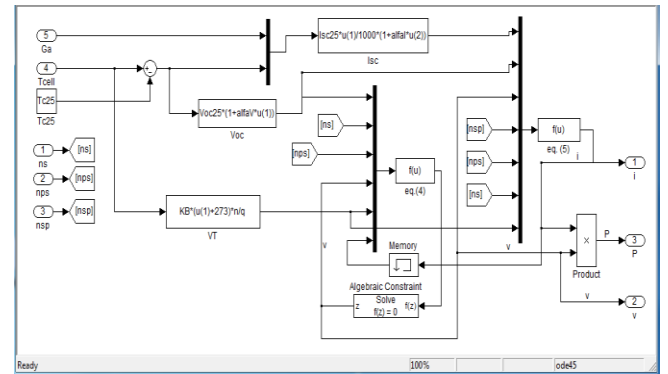 5
Ga
4
Tcell
Tc25
Tc25
1
ns
[ns]
2
nps
[nps]
3
nsp
[nsp]
Isc25*u(1)/1000*(1+alfaI*u(2))
Isc
Voc25*(1+alfaV*u(1))
Voc
KB*(u(1)+273)*n/q
VT
[ns]
[nps]
f(u)
eq.(4)
v
Memory
Algebraic Constraint
z Solve f(z)
f(z) = 0
[nsp]
[nps]
[ns]
v
f(u)
eq, (5)
i
1
i
×
Product
P
3
P
v
2
v
Ready
100%
ode45